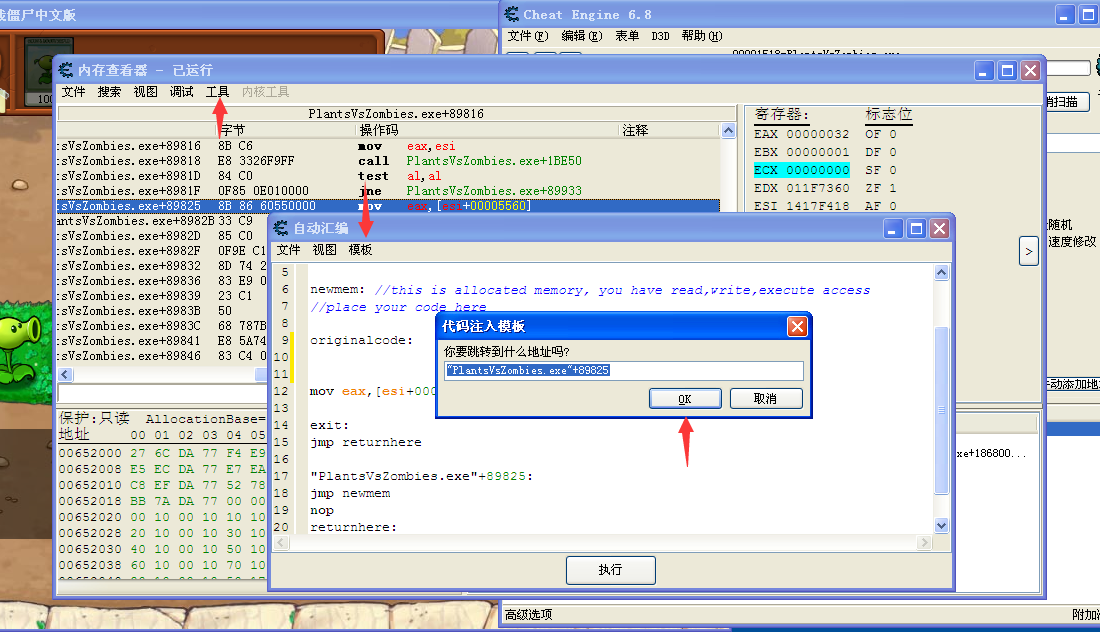 戏僵尸中文版
Cheat Engine 6.8
文件(F) 编辑(E) 表单 D3D 帮助(H)
内存查看器 - 已运行
文件 搜索 视图 调试 工具 内核工具
消扫描
100
PlantsVsZombies.exe+89816
字节 操作码 注释
:sVsZombies.exe+89816 8B C6 mov eax,esi
:sVsZombies.exe+89818 E8 3326F9FF call PlantsVsZombies.exe+1BE50
:sVsZombies.exe+8981D 84 C0 test al,al
:sVsZombies.exe+8981F 0F85 0E010000 jne PlantsVsZombies.exe+89933
:sVsZombies.exe+89825 8B 86 60550000 mov eax,[esi+00005560]
antsVsZombies.exe+8982B 33 C9
:sVsZombies.exe+8982D 85 C0
:sVsZombies.exe+8982F 0F9E C1
:sVsZombies.exe+89832 8D 74 2
:sVsZombies.exe+89836 83 E9 0
:sVsZombies.exe+89839 23 C1
:sVsZombies.exe+8983B 50
:sVsZombies.exe+8983C 68 787B
:sVsZombies.exe+89841 E8 5A74
:sVsZombies.exe+89846 83 C4 0
寄存器: 标志位
EAX 00000032 OF 0
EBX 00000001 DF 0
ECX 00000000 SF 0
EDX 011F7360 ZF 1
ESI 1417F418 AF 0
随机
速度修改
>
自动汇编
文件 视图 模板
5
6 newmem: //this is allocated memory, you have read,write,execute access
7 //place your code here
8
9 originalcode:
10
11
12 mov eax,[esi+000
13
14 exit:
15 jmp returnhere
16
17 "PlantsVsZombies.exe"+89825:
18 jmp newmem
19 nop
20 returnhere:
代码注入模板
你要跳转到什么地址吗?
"PlantsVsZombies.exe"+89825
OK 取消
执行
手动添加地
xe+186800...
保护:只读 AllocationBase=
地址 00 01 02 03 04 05
00652000 27 6C DA 77 F4 E9
00652008 E5 EC DA 77 E7 EA
00652010 C8 EF DA 77 52 78
00652018 BB 7A DA 77 00 00
00652020 00 10 00 10 10 10
00652028 20 10 00 10 30 10
00652030 40 10 00 10 50 10
00652038 60 10 00 10 70 10
高级选项
附加